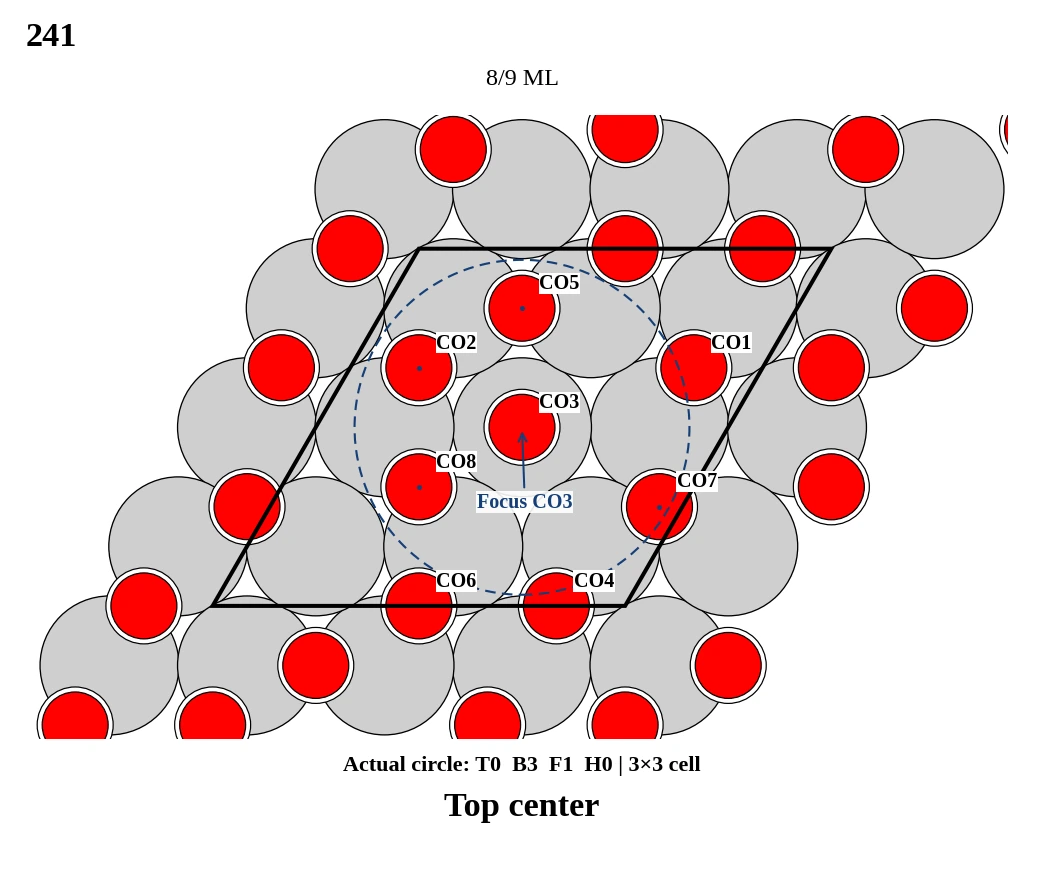 241
8/9 ML
CO5
CO2
CO1
CO3
CO8
CO7
Focus CO3
CO6
CO4
Actual circle: T0  B3  F1  H0 | 3×3 cell
Top center